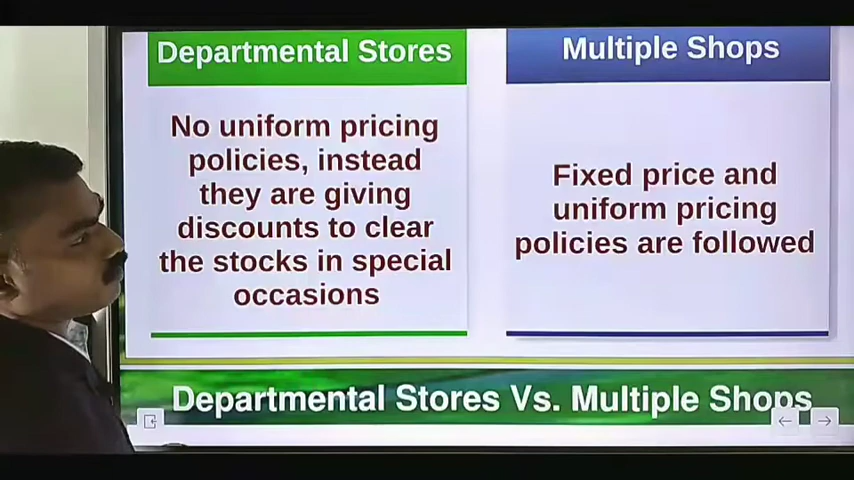 Departmental Stores
No uniform pricing
policies, instead
they are giving
discounts to clear
the stocks in special
occasions
Multiple Shops
Fixed price and
uniform pricing
policies are followed
Departmental Stores Vs. Multiple Shops